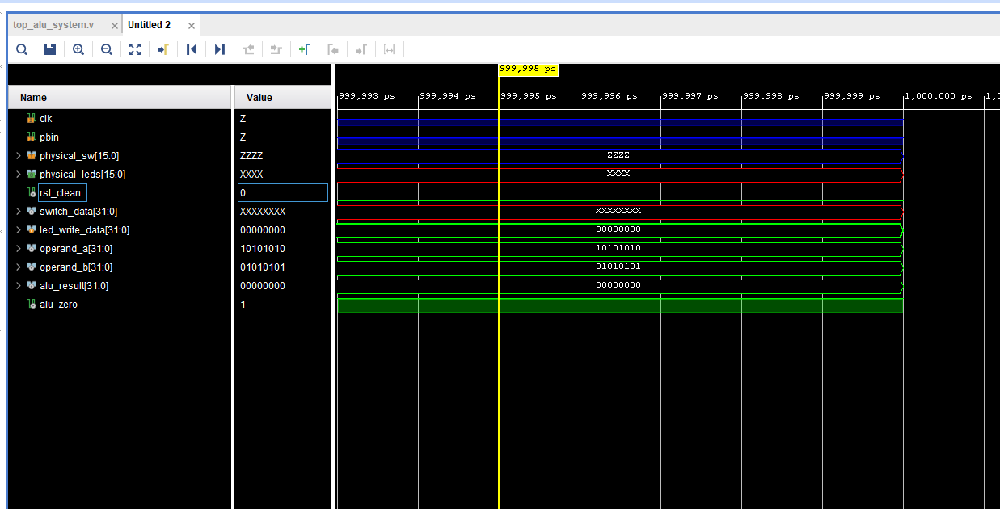 top_alu_system.v × Untitled 2 ×
999,995 ps
Name Value
999,993 ps 999,994 ps 999,995 ps 999,996 ps 999,997 ps 999,998 ps 999,999 ps 1,000,000 ps 1,0
clk Z
pbin Z
physical_sw[15:0] ZZZZ ZZZZ
physical_leds[15:0] XXXX XXXX
rst_clean 0
switch_data[31:0] XXXXXXXX XXXXXXXX
led_write_data[31:0] 00000000 00000000
operand_a[31:0] 10101010 10101010
operand_b[31:0] 01010101 01010101
alu_result[31:0] 00000000 00000000
alu_zero 1